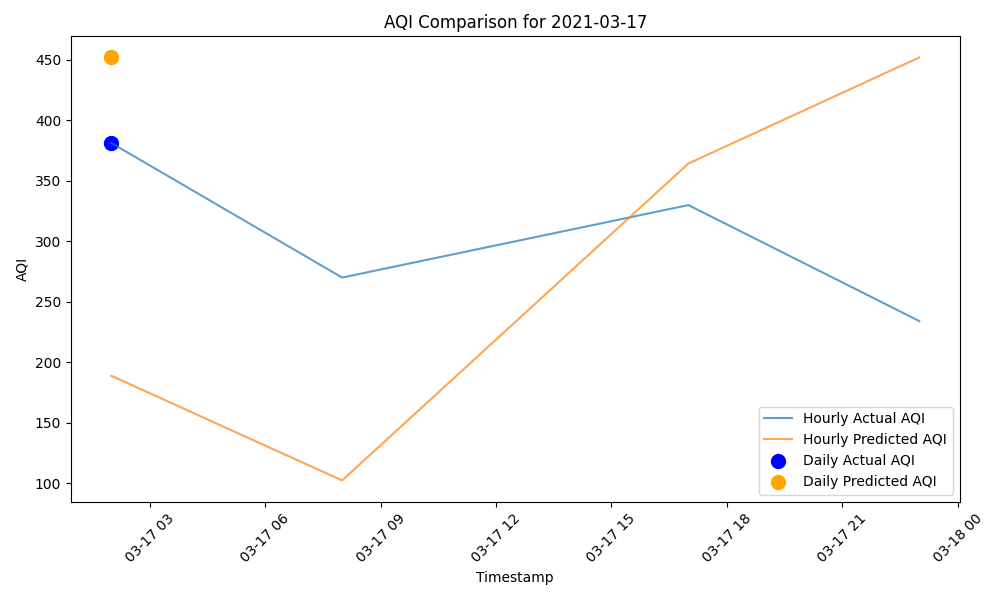 AQI Comparison for 2021-03-17
AQI
450
400
350
300
250
200
150
100
Hourly Actual AQI
Hourly Predicted AQI
Daily Actual AQI
Daily Predicted AQI
03-17 03
03-17 06
03-17 09
03-17 12
03-17 15
03-17 18
03-17 21
03-18 00
Timestamp